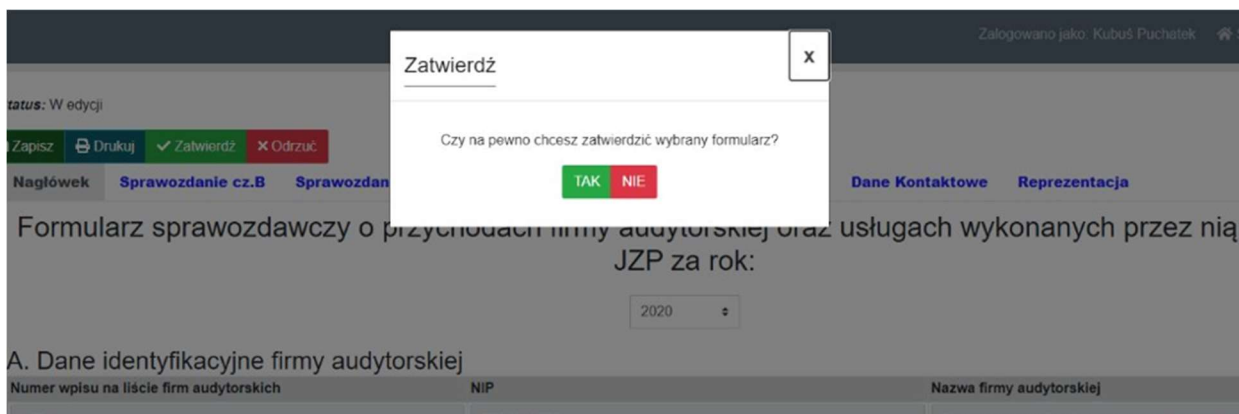 Zalogowano jako: Kubuś Puchatek
Zatwierdź
x
tatus: W edycji
Czy na pewno chcesz zatwierdzić wybrany formularz?
Zapisz Drukuj Zatwierdź Odrzuć
TAK NIE
Nagłówek Sprawozdanie cz.B Sprawozdan Dane Kontaktowe Reprezentacja
Formularz sprawozdawczy o przychodach firmy audytorskiej oraz usługach wykonanych przez nią
JZP za rok:
2020
A. Dane identyfikacyjne firmy audytorskiej
Numer wpisu na liście firm audytorskich NIP Nazwa firmy audytorskiej